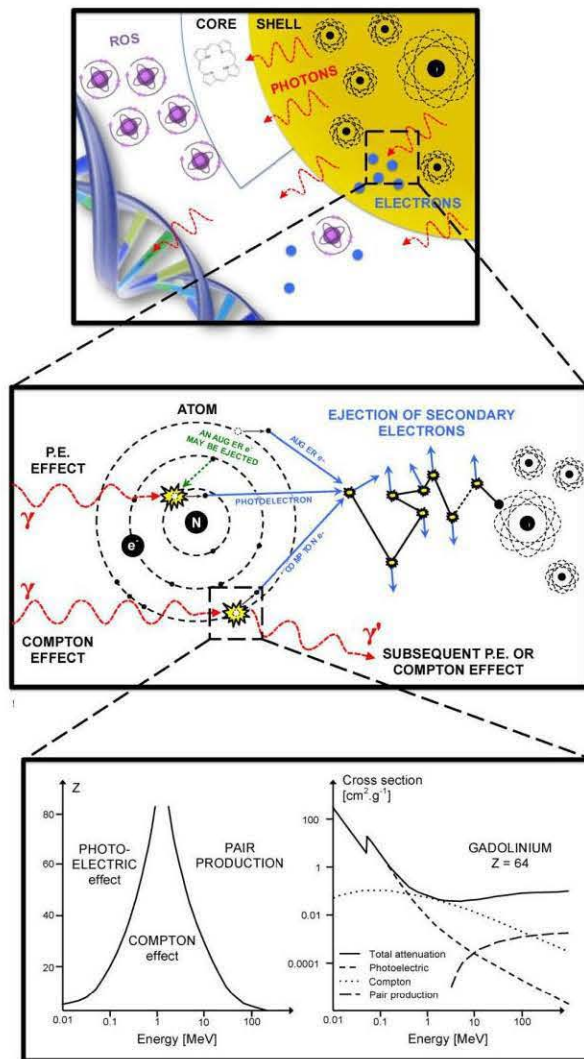 ROS
CORE
SHELL
PHOTONS
ELECTRONS
ATOM
P.E.
EFFECT
AN AUGER e-
MAY BE EJECTED
AUGER e-
EJECTION OF SECONDARY
ELECTRONS
γ
N
PHOTOELECTRON
e-
COMPTON e-
γ
COMPTON
EFFECT
γ'
SUBSEQUENT P.E. OR
COMPTON EFFECT
Z
80
60
40
20
PHOTO-
ELECTRIC
effect
PAIR
PRODUCTION
COMPTON
effect
0.01
0.1
1
10
100
Energy [MeV]
Cross section
[cm².g⁻¹]
100
1
0.01
0.0001
GADOLINIUM
Z = 64
Total attenuation
Photoelectric
Compton
Pair production
0.01
0.1
1
10
100
Energy [MeV]